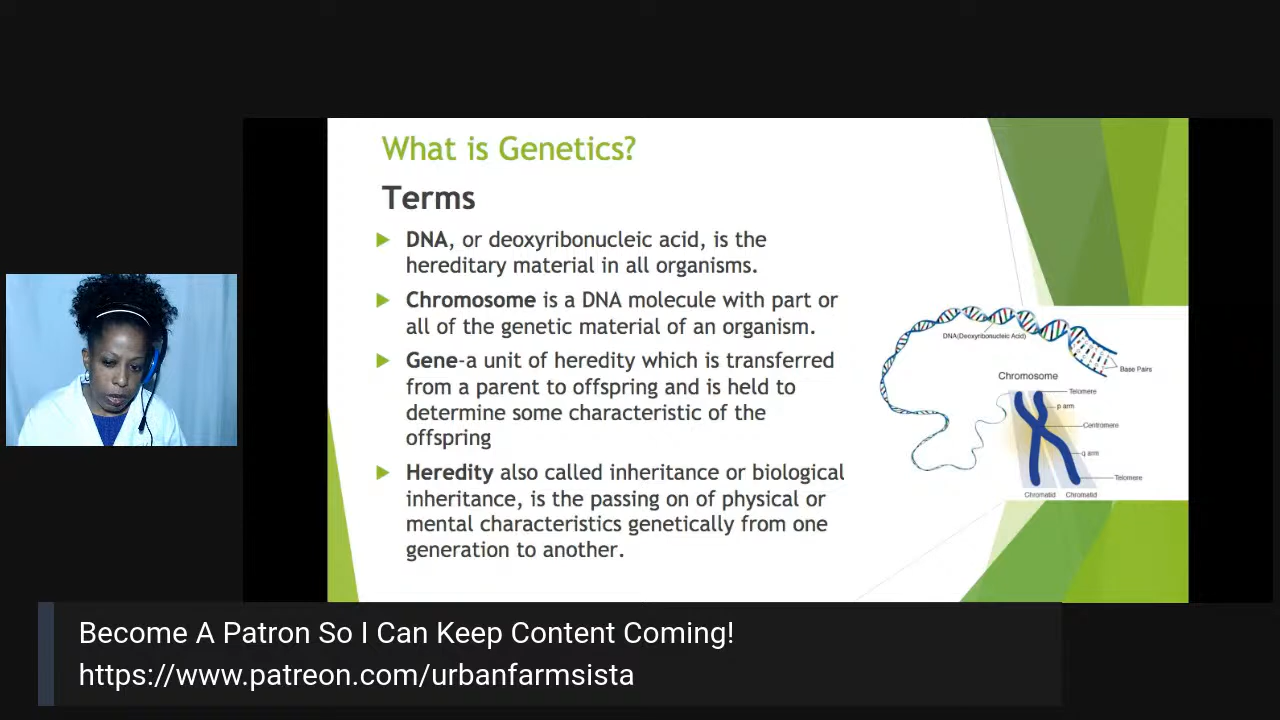 What is Genetics?
Terms
DNA, or deoxyribonucleic acid, is the
hereditary material in all organisms.
Chromosome is a DNA molecule with part or
all of the genetic material of an organism.
Gene-a unit of heredity which is transferred
from a parent to offspring and is held to
determine some characteristic of the
offspring
Heredity also called inheritance or biological
inheritance, is the passing on of physical or
mental characteristics genetically from one
generation to another.
DNA(Deoxyribonucleic Acid)
Base Pairs
Chromosome
Telomere
p arm
Centromere
q arm
Telomere
Chromatid Chromatid
Become A Patron So I Can Keep Content Coming!
https://www.patreon.com/urbanfarmsista